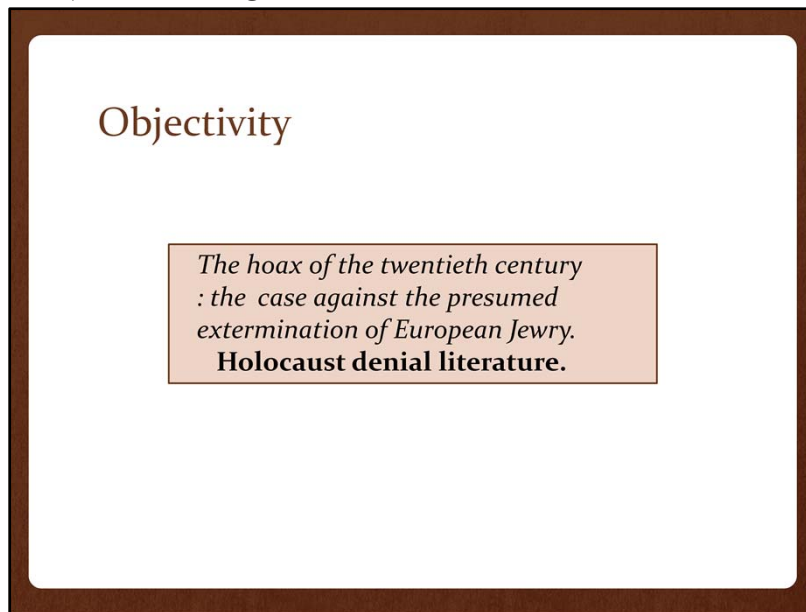 Objectivity
The hoax of the twentieth century
: the case against the presumed
extermination of European Jewry.
Holocaust denial literature.